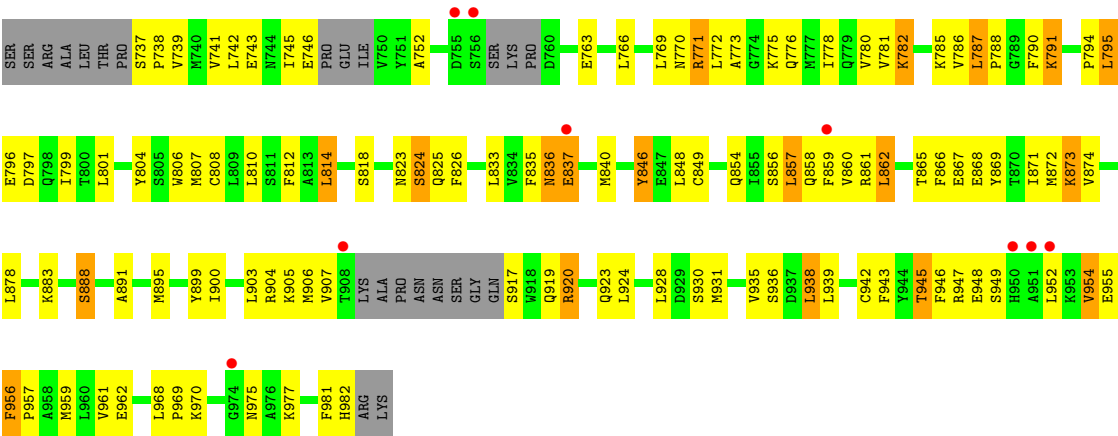 SER SER ARG ALA LEU THR PRO S737 P738 V739 M740 V741 L742 E743 N744 I745 E746 PRO GLU ILE V750 Y751 A752 D755 S756 SER LYS PRO D760 E763 L766 L769 N770 R771 L772 A773 G774 K775 Q776 M777 I778 Q779 V780 V781 K782 K785 V786 L787 P788 G789 F790 K791 P794 L795
E796 D797 Q798 I799 T800 L801 Y804 S805 W806 M807 C808 L809 L810 S811 F812 A813 L814 S818 N823 S824 Q825 F826 L833 V834 F835 N836 E837 M840 Y846 E847 L848 C849 Q854 I855 S856 L857 Q858 F859 V860 R861 L862 T865 F866 E867 E868 Y869 T870 I871 M872 K873 V874
L878 K883 S888 A891 M895 Y899 I900 L903 R904 K905 M906 V907 T908 LYS ALA PRO ASN ASN SER GLY GLN S917 W918 Q919 R920 Q923 L924 L928 D929 S930 M931 V935 S936 D937 L938 L939 C942 F943 Y944 T945 F946 R947 E948 S949 H950 A951 L952 K953 V954 E955
F956 P957 A958 M959 L960 V961 E962 L968 P969 K970 G974 N975 A976 K977 F981 H982 ARG LYS